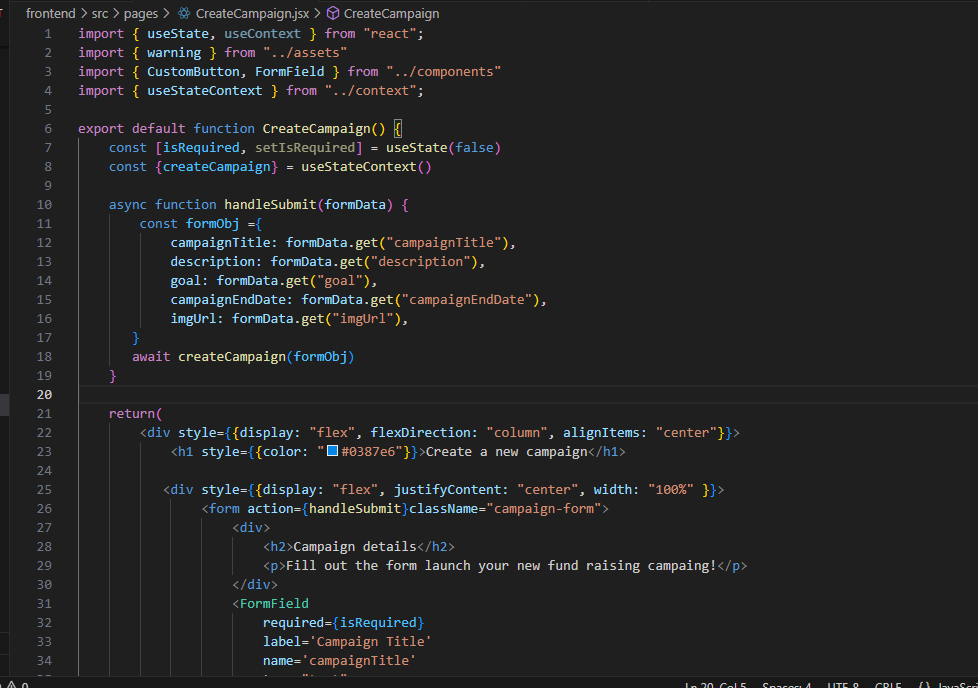 frontend > src > pages > CreateCampaign.jsx > CreateCampaign
1 import { useState, useContext } from "react";
2 import { warning } from "../assets"
3 import { CustomButton, FormField } from "../components"
4 import { useStateContext } from "../context";
5
6 export default function CreateCampaign() {
7 const [isRequired, setIsRequired] = useState(false)
8 const {createCampaign} = useStateContext()
9
10 async function handleSubmit(formData) {
11 const formObj ={
12 campaignTitle: formData.get("campaignTitle"),
13 description: formData.get("description"),
14 goal: formData.get("goal"),
15 campaignEndDate: formData.get("campaignEndDate"),
16 imgUrl: formData.get("imgUrl"),
17 }
18 await createCampaign(formObj)
19 }
20
21 return(
22 <div style={{display: "flex", flexDirection: "column", alignItems: "center"}}>
23 <h1 style={{color: "#0387e6"}}>Create a new campaign</h1>
24
25 <div style={{display: "flex", justifyContent: "center", width: "100%" }}>
26 <form action={handleSubmit}className="campaign-form">
27 <div>
28 <h2>Campaign details</h2>
29 <p>Fill out the form launch your new fund raising campaing!</p>
30 </div>
31 <FormField
32 required={isRequired}
33 label='Campaign Title'
34 name='campaignTitle'
Ln 20, Col 5 Spaces: 4 UTF-8 CRLF {}